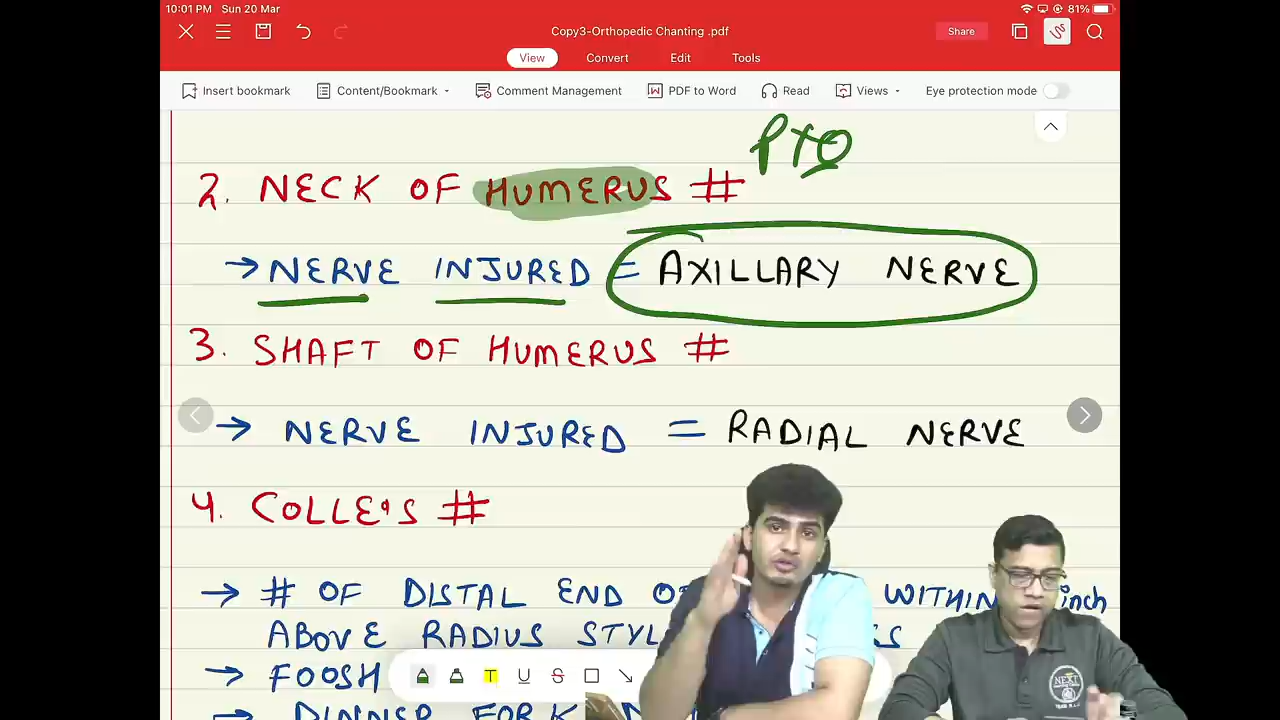 10:01 PM Sun 20 Mar 81%
Copy3-Orthopedic Chanting .pdf
Share
View Convert Edit Tools
Insert bookmark Content/Bookmark Comment Management PDF to Word Read Views Eye protection mode
PTO
2. NECK OF HUMERUS #
→ NERVE INJURED = AXILLARY NERVE
3. SHAFT OF HUMERUS #
→ NERVE INJURED = RADIAL NERVE
4. COLLE'S #
→ # OF DISTAL END WITHIN inch
ABOVE RADIUS
→ FOOSH
→ DINNER FORK
T U S
NEXT